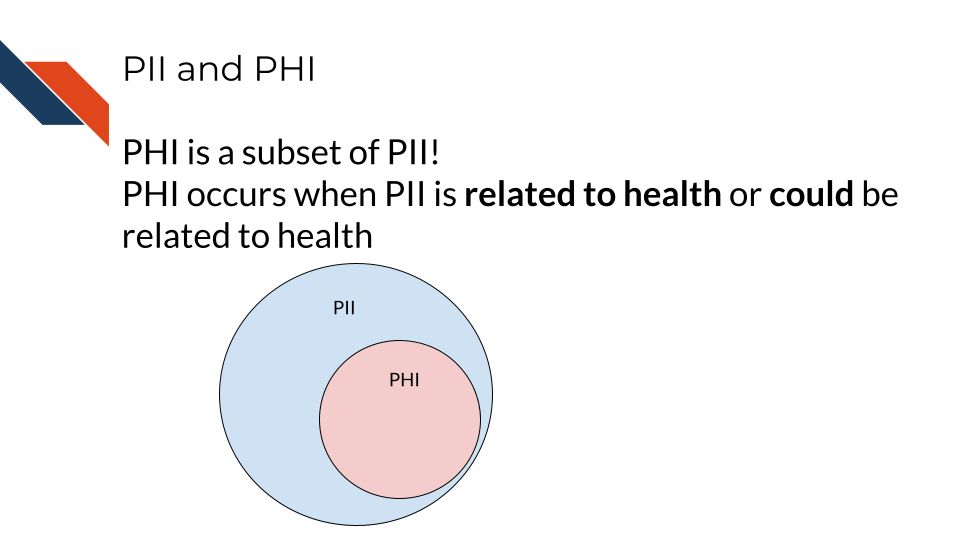 PII and PHI
PHI is a subset of PII!
PHI occurs when PII is related to health or could be
related to health
PII
PHI